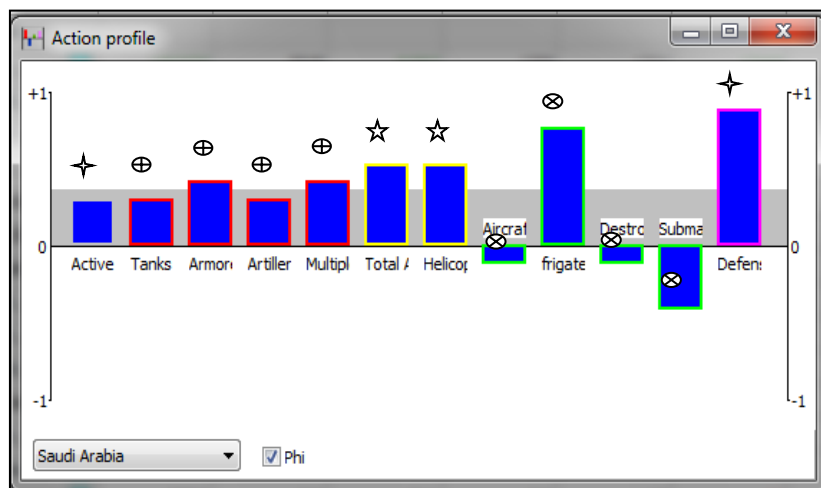 Action profile
+1 +1
Aircraf Destro Subma
0 0
Active Tanks Armor Artiller Multipl Total A Helicop frigate Defens
-1 -1
Saudi Arabia Phi